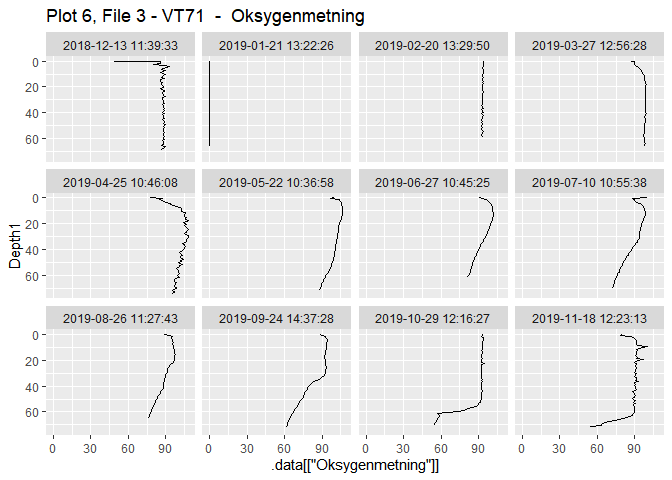 Plot 6, File 3 - VT71  -  Oksygenmetning
2018-12-13 11:39:33 2019-01-21 13:22:26 2019-02-20 13:29:50 2019-03-27 12:56:28
0
20
40
60
2019-04-25 10:46:08 2019-05-22 10:36:58 2019-06-27 10:45:25 2019-07-10 10:55:38
0
20
40
60
Depth1
2019-08-26 11:27:43 2019-09-24 14:37:28 2019-10-29 12:16:27 2019-11-18 12:23:13
0
20
40
60
0 30 60 90 0 30 60 90 0 30 60 90 0 30 60 90
.data[["Oksygenmetning"]]